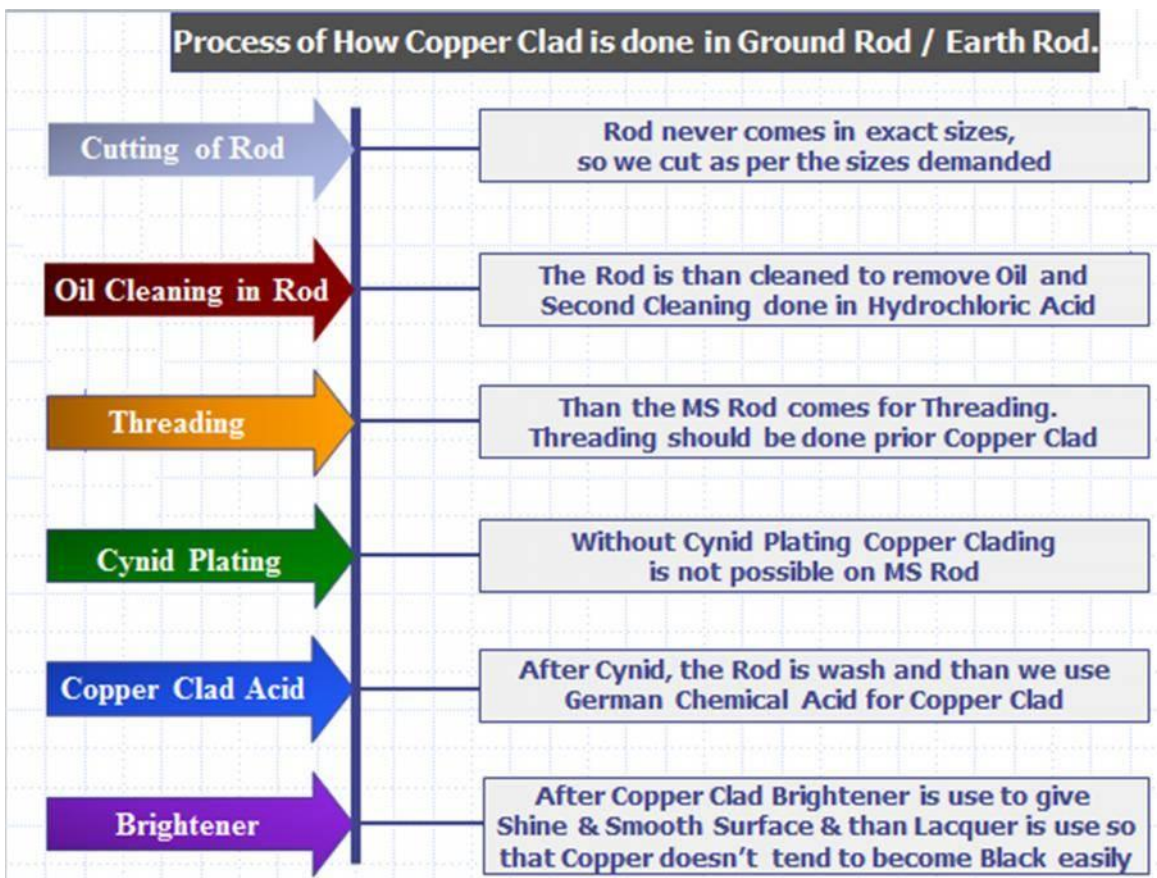 Process of How Copper Clad is done in Ground Rod / Earth Rod.
Cutting of Rod
Rod never comes in exact sizes,
so we cut as per the sizes demanded
Oil Cleaning in Rod
The Rod is than cleaned to remove Oil and
Second Cleaning done in Hydrochloric Acid
Threading
Than the MS Rod comes for Threading.
Threading should be done prior Copper Clad
Cynid Plating
Without Cynid Plating Copper Clading
is not possible on MS Rod
Copper Clad Acid
After Cynid, the Rod is wash and than we use
German Chemical Acid for Copper Clad
Brightener
After Copper Clad Brightener is use to give
Shine & Smooth Surface & than Lacquer is use so
that Copper doesn't tend to become Black easily